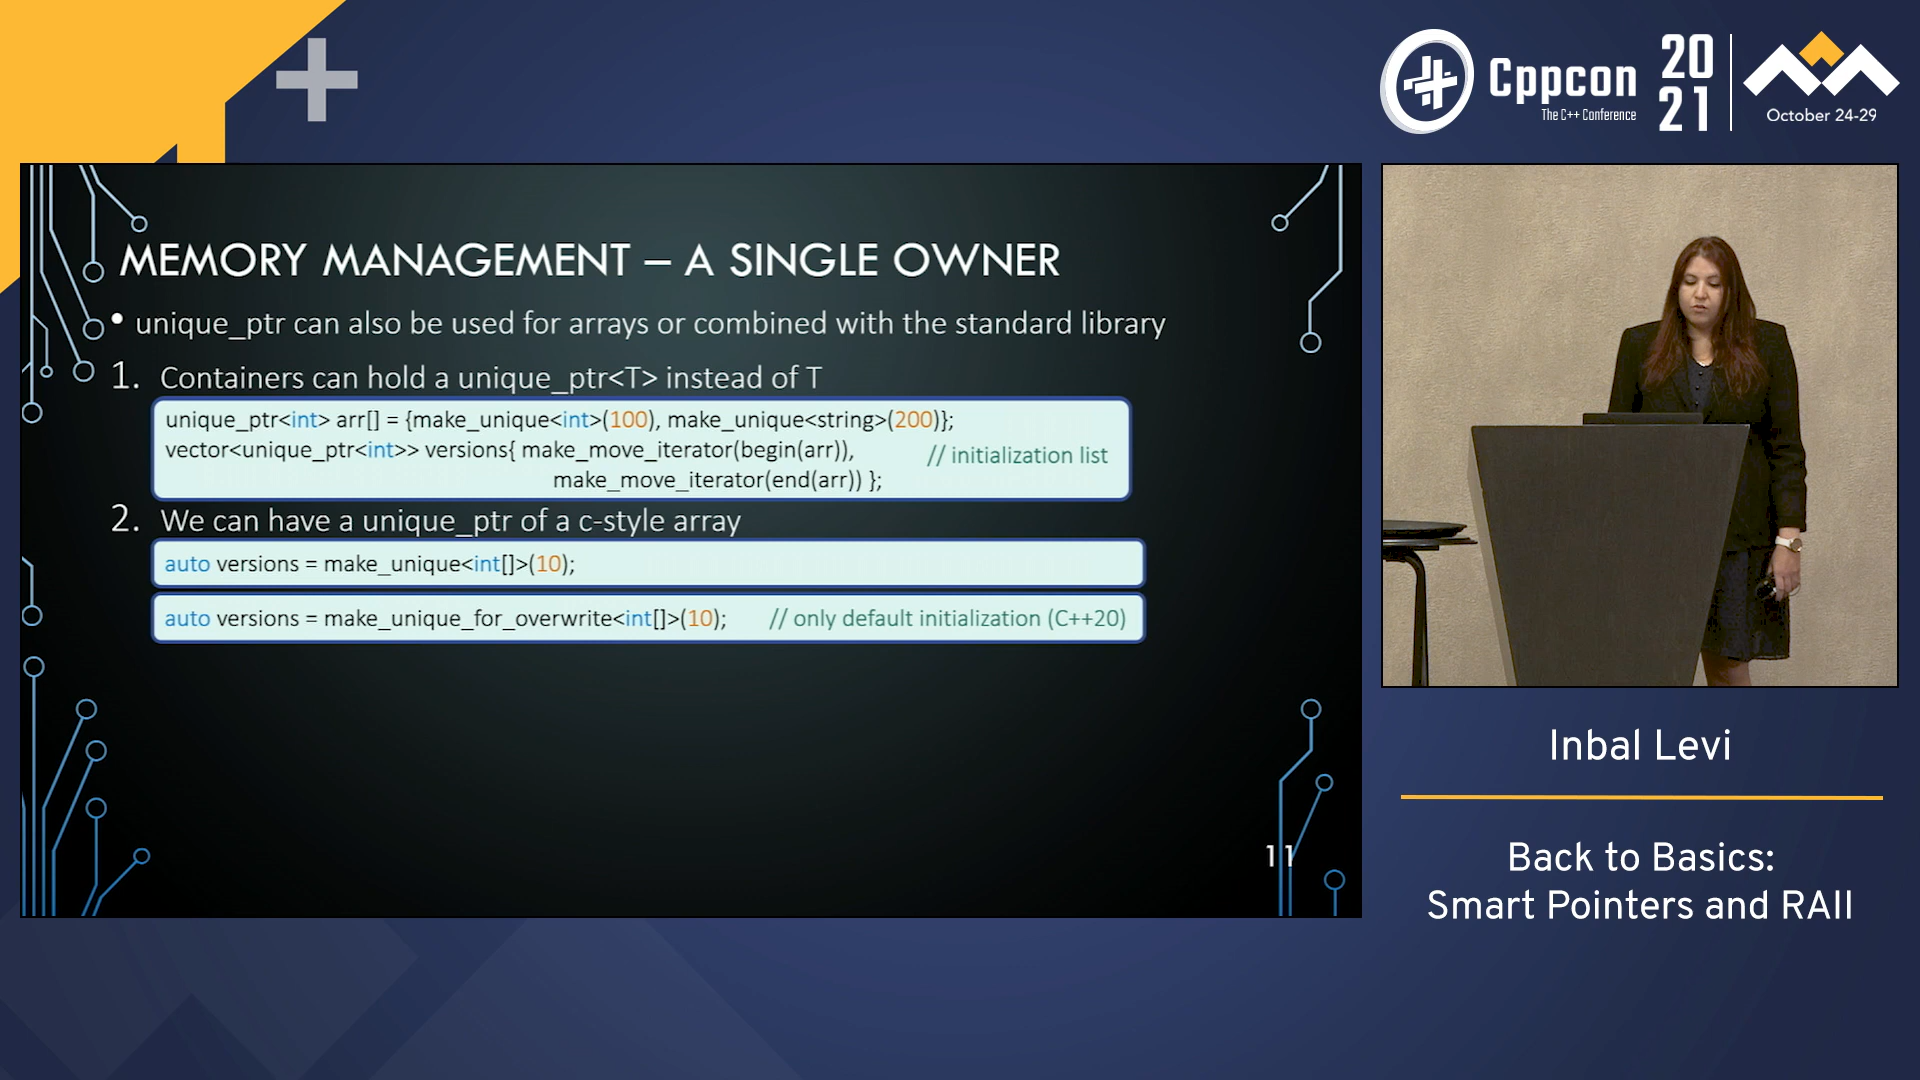 Cppcon
The C++ Conference
20
21
October 24-29
MEMORY MANAGEMENT – A SINGLE OWNER
• unique_ptr can also be used for arrays or combined with the standard library
1. Containers can hold a unique_ptr<T> instead of T
unique_ptr<int> arr[] = {make_unique<int>(100), make_unique<string>(200)};
vector<unique_ptr<int>> versions{ make_move_iterator(begin(arr)), // initialization list
make_move_iterator(end(arr)) };
2. We can have a unique_ptr of a c-style array
auto versions = make_unique<int[]>(10);
auto versions = make_unique_for_overwrite<int[]>(10); // only default initialization (C++20)
11
Inbal Levi
Back to Basics:
Smart Pointers and RAII